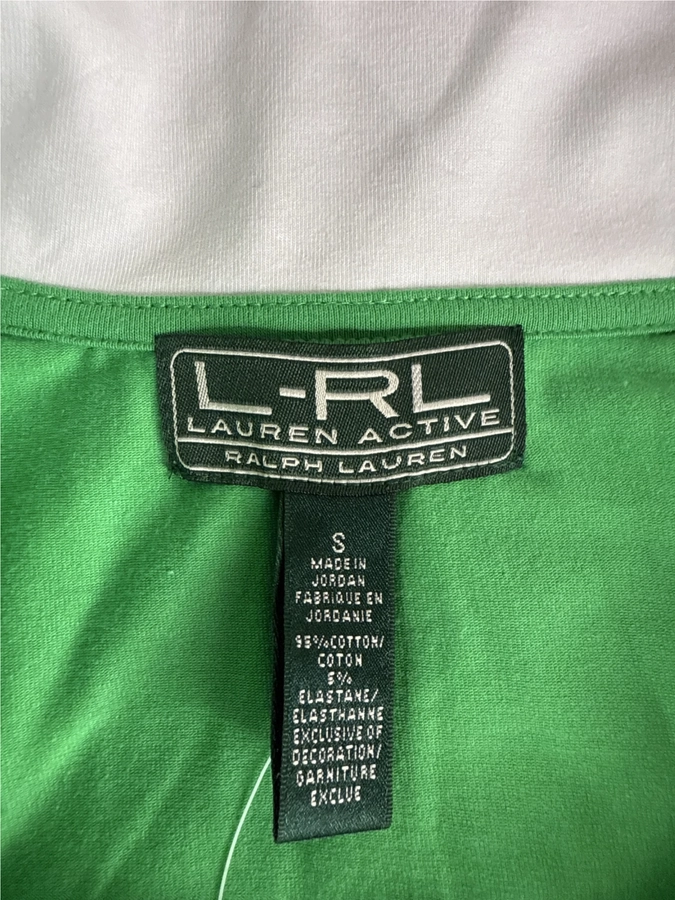 L-RL
LAUREN ACTIVE
RALPH LAUREN
S
MADE IN
JORDAN
FABRIQUE EN
JORDANIE
95%COTTON/
COTON
5%
ELASTANE/
ELASTHANNE
EXCLUSIVE OF
DECORATION/
GARNITURE
EXCLUE